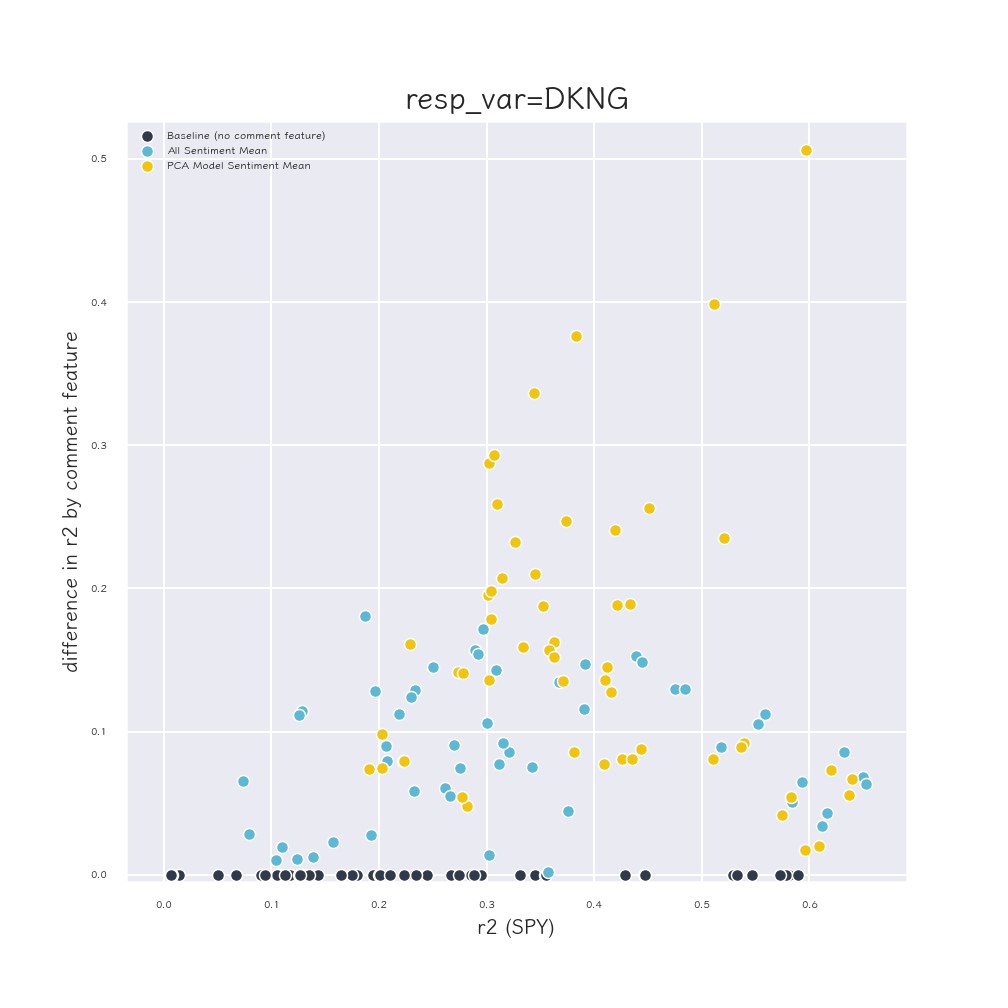 resp_var=DKNG
Baseline (no comment feature)
All Sentiment Mean
PCA Model Sentiment Mean
difference in r2 by comment feature
0.5
0.4
0.3
0.2
0.1
0.0
0.0 0.1 0.2 0.3 0.4 0.5 0.6
r2 (SPY)